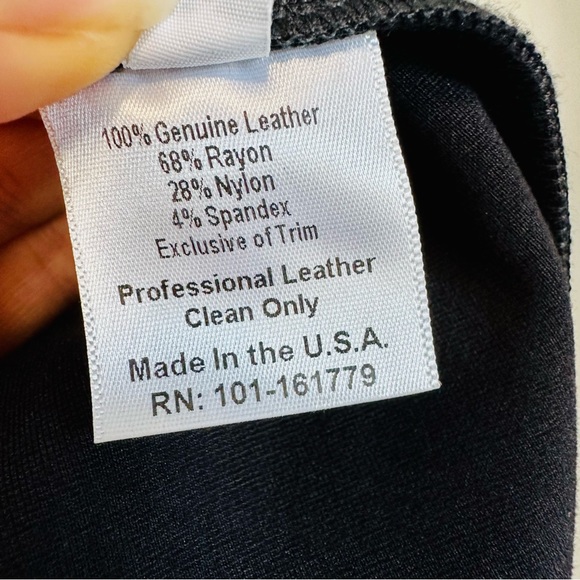 100% Genuine Leather
68% Rayon
28% Nylon
4% Spandex
Exclusive of Trim
Professional Leather
Clean Only
Made In the U.S.A.
RN: 101-161779